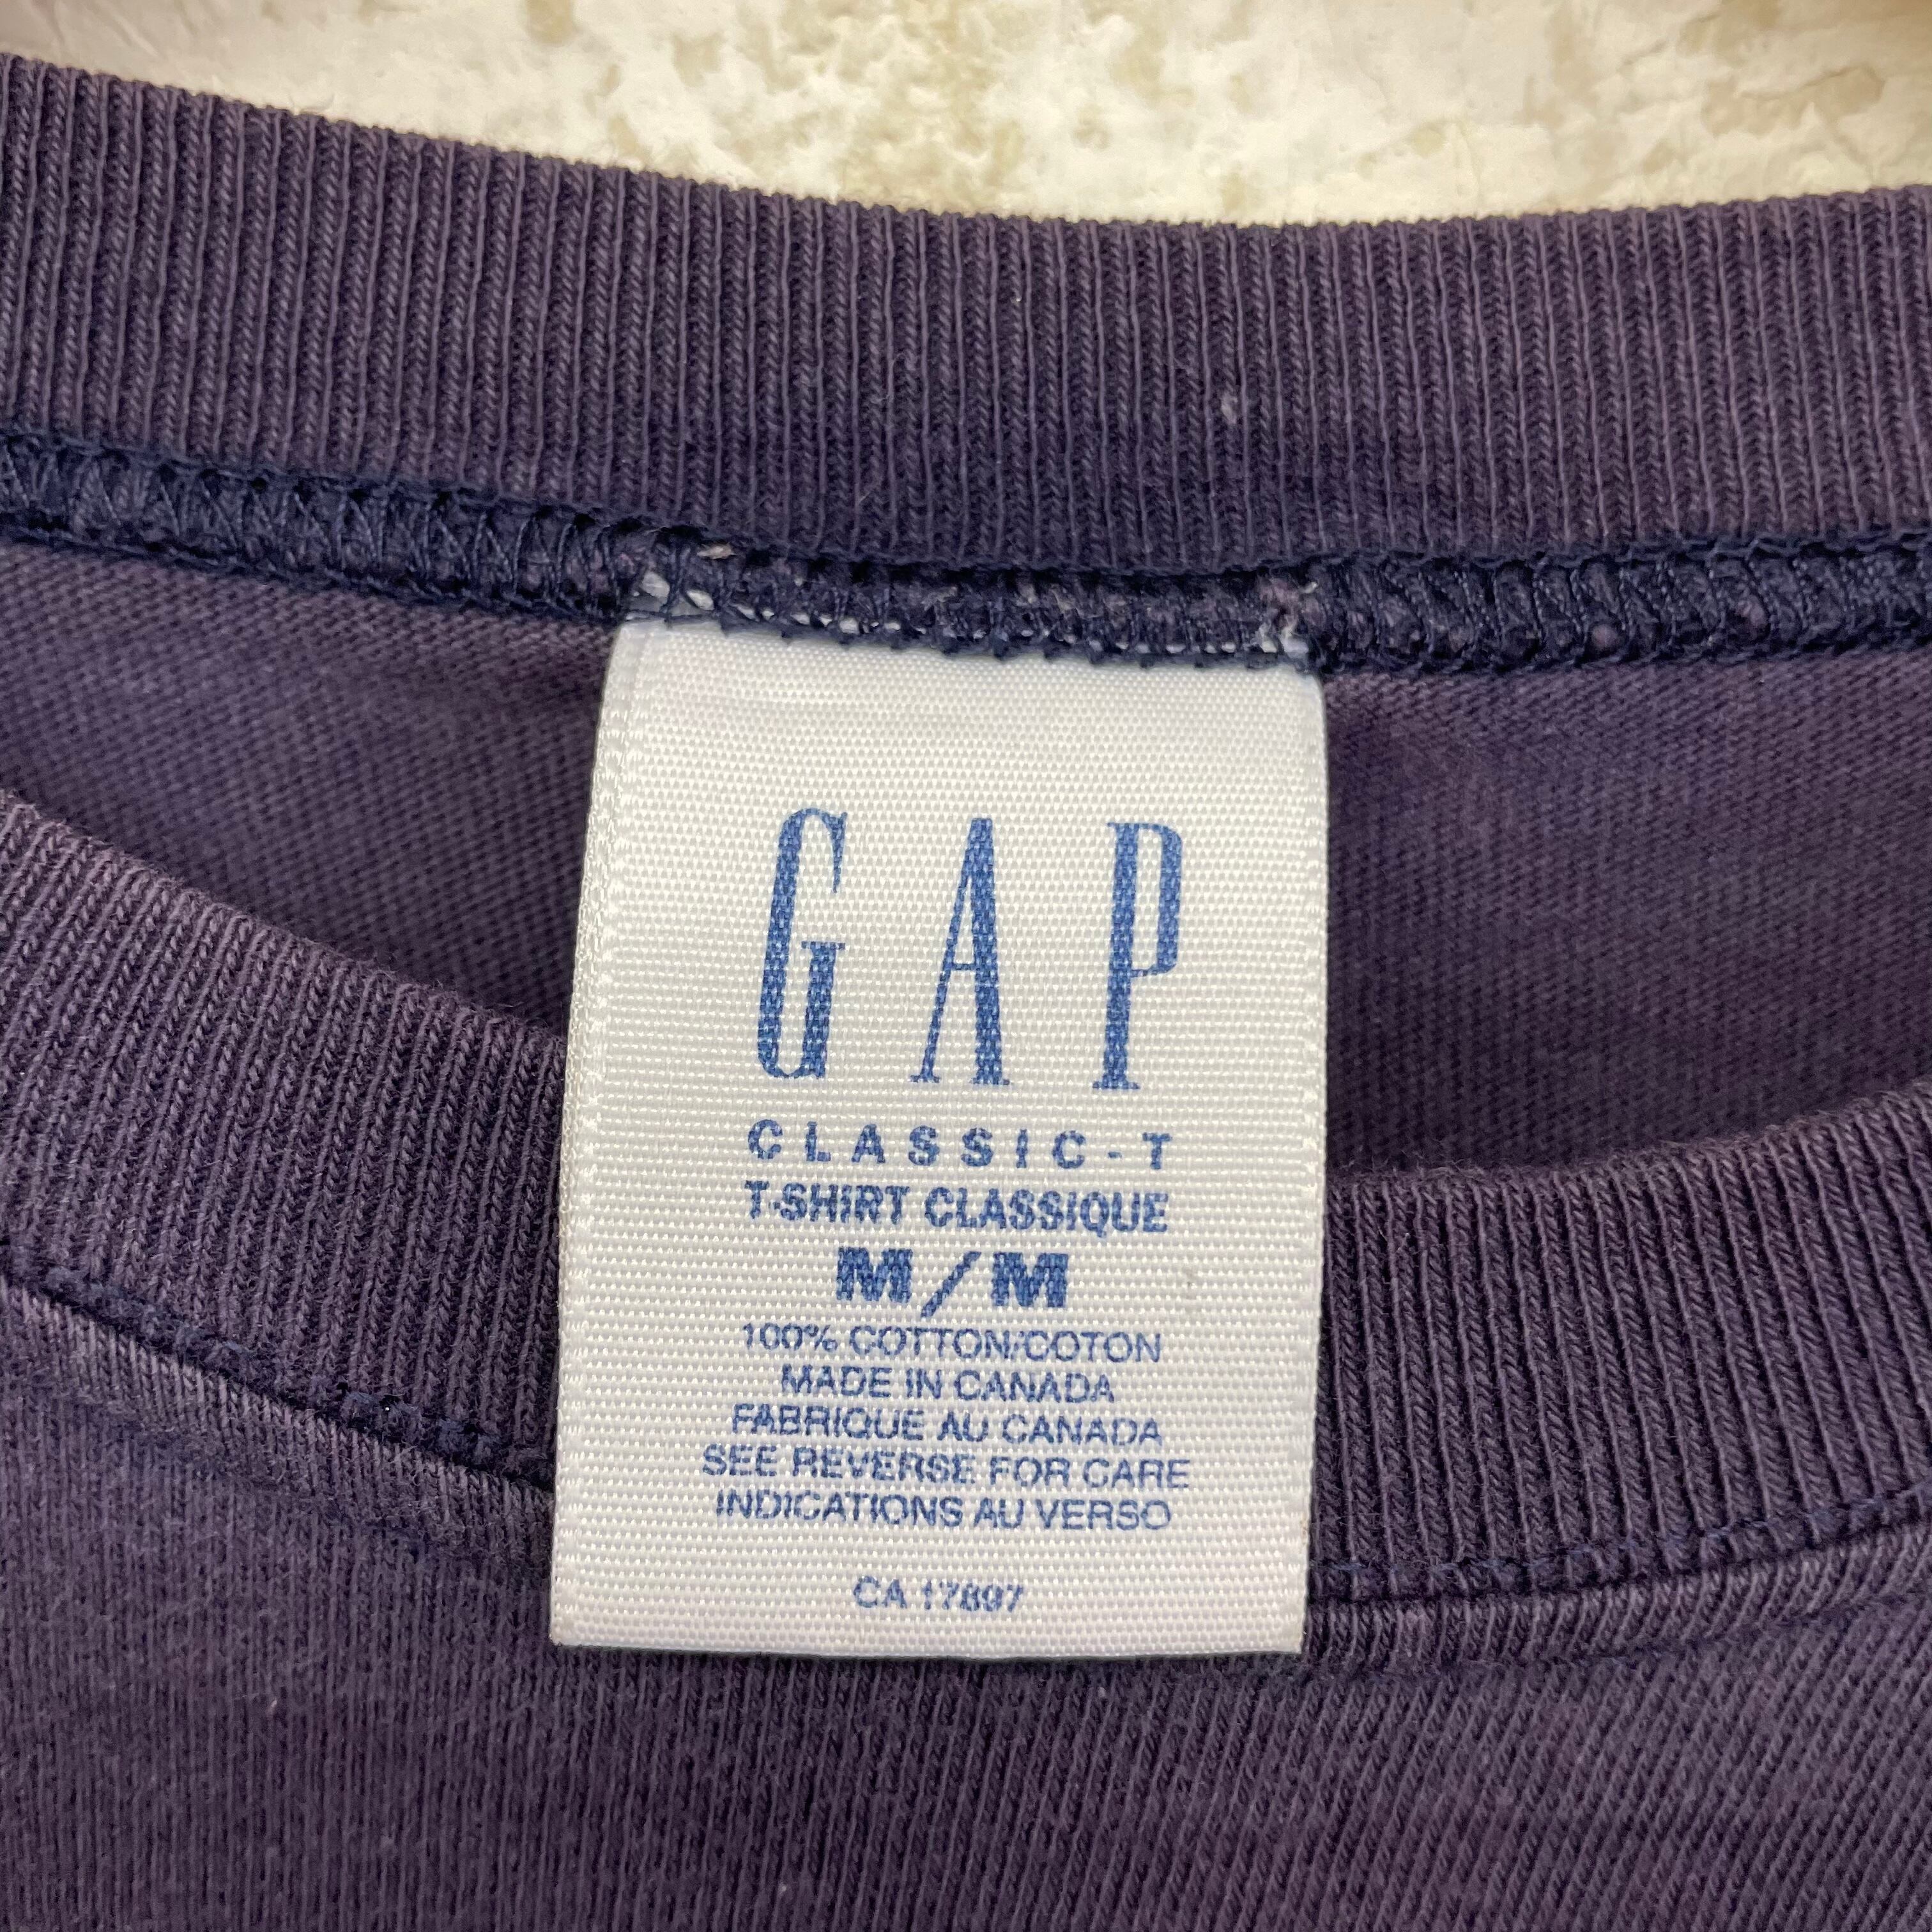 GAP
CLASSIC-T
T-SHIRT CLASSIQUE
M/M
100% COTTON/COTON
MADE IN CANADA
FABRIQUE AU CANADA
SEE REVERSE FOR CARE
INDICATIONS AU VERSO
CA 17897